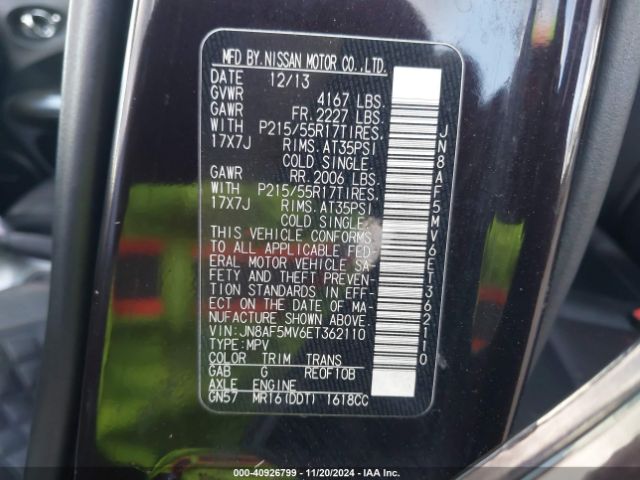 MFD BY.NISSAN MOTOR CO.,LTD.
DATE 12/13
GVWR 4167 LBS.
GAWR FR.2227 LBS.
WITH P215/55R17TIRES.
17X7J RIMS.AT35PSI
COLD SINGLE.
GAWR RR.2006 LBS.
WITH P215/55R17TIRES.
17X7J RIMS.AT35PSI
COLD SINGLE.
THIS VEHICLE CONFORMS
TO ALL APPLICABLE FED
ERAL MOTOR VEHICLE SA-
FETY AND THEFT PREVEN-
TION STANDARDS IN EFF-
ECT ON THE DATE OF MA-
NUFACTURE SHOWN ABOVE.
VIN:JN8AF5MV6ET362110
TYPE:MPV
COLOR TRIM TRANS
GAB G RE0F10B
AXLE ENGINE
GN57 MR16(DDT) 1618CC
JN8AF5MV6ET362110
000-40926799 - 11/20/2024 - IAA Inc.